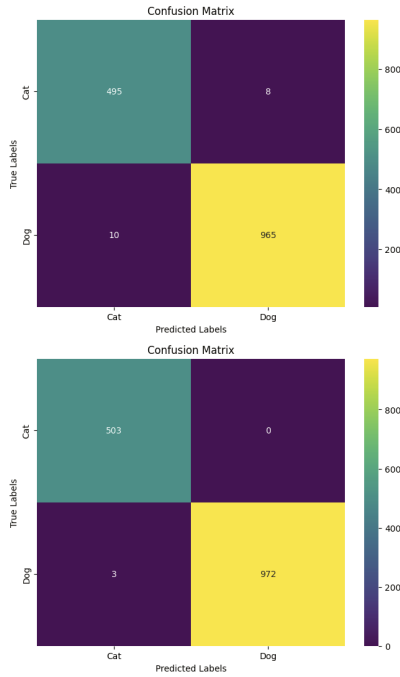 Confusion Matrix
Cat
495
8
800
600
True Labels
400
Dog
10
965
200
Cat
Dog
Predicted Labels
Confusion Matrix
Cat
503
0
800
600
True Labels
400
Dog
3
972
200
0
Cat
Dog
Predicted Labels